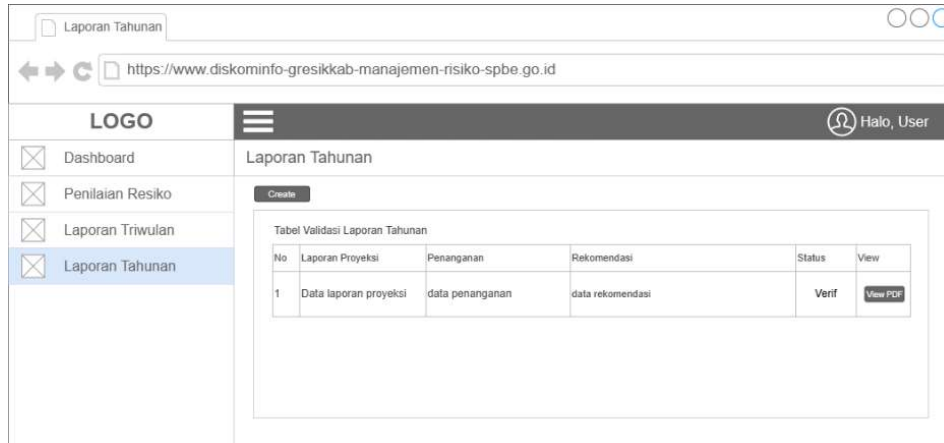 Laporan Tahunan
https://www.diskominfo-gresikkab-manajemen-risiko-spbe.go.id
LOGO
Halo, User
Dashboard
Laporan Tahunan
Penilaian Resiko
Create
Laporan Triwulan
Tabel Validasi Laporan Tahunan
Laporan Tahunan
No Laporan Proyeksi Penanganan Rekomendasi Status View
1 Data laporan proyeksi data penanganan data rekomendasi Verif View PDF